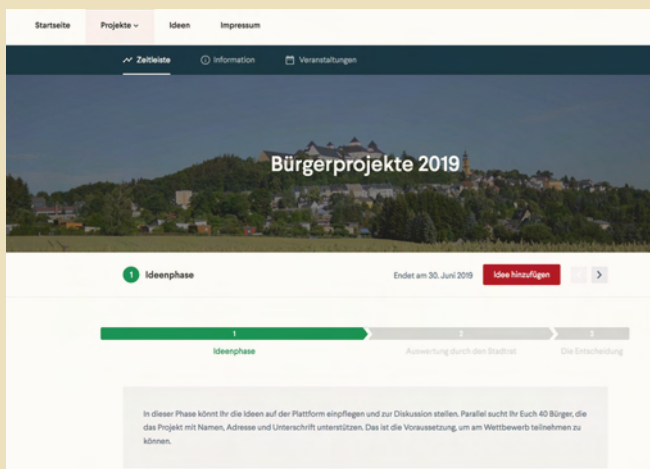 Startseite Projekte Ideen Impressum
Zeitleiste Information Veranstaltungen
Bürgerprojekte 2019
1 Ideenphase Endet am 30. Juni 2019 Idee hinzufügen
1 2 3
Ideenphase Auswertung durch den Stadtrat Die Entscheidung
In dieser Phase könnt Ihr die Ideen auf der Plattform einpflegen und zur Diskussion stellen. Parallel sucht Ihr Euch 40 Bürger, die
das Projekt mit Namen, Adresse und Unterschrift unterstützen. Das ist die Voraussetzung, um am Wettbewerb teilnehmen zu
können.